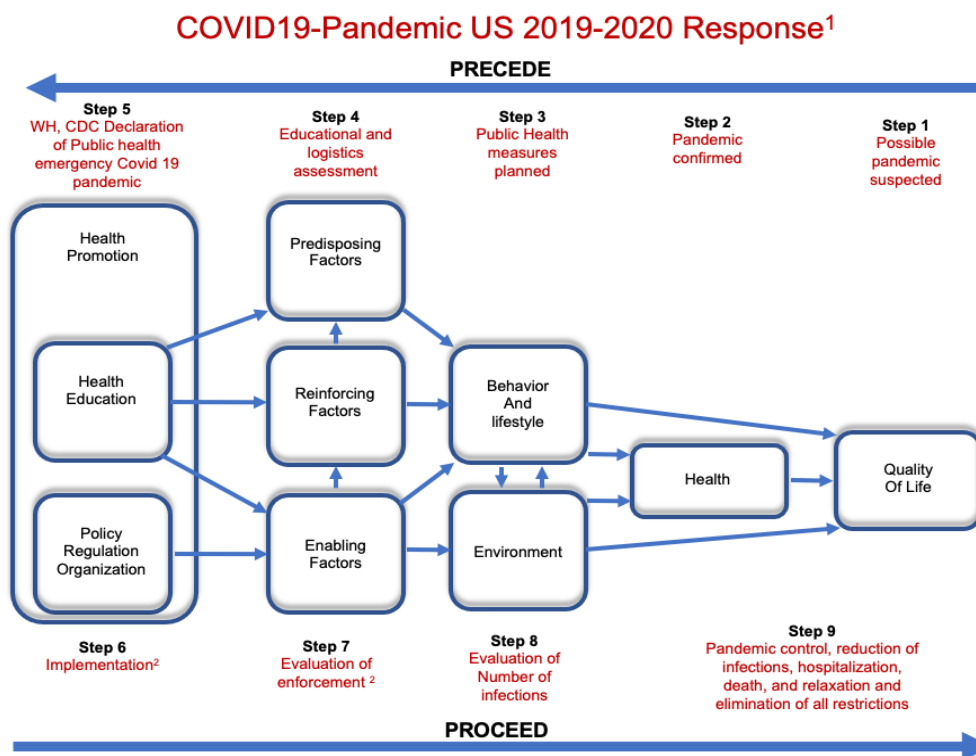 COVID19-Pandemic US 2019-2020 Response¹
PRECEDE
Step 5
WH, CDC Declaration
of Public health
emergency Covid 19
pandemic
Step 4
Educational and
logistics
assessment
Step 3
Public Health
measures
planned
Step 2
Pandemic
confirmed
Step 1
Possible
pandemic
suspected
Health
Promotion
Predisposing
Factors
Health
Education
Reinforcing
Factors
Behavior
And
lifestyle
Health
Quality
Of Life
Policy
Regulation
Organization
Enabling
Factors
Environment
Step 6
Implementation²
Step 7
Evaluation of
enforcement ²
Step 8
Evaluation of
Number of
infections
Step 9
Pandemic control, reduction of
infections, hospitalization,
death, and relaxation and
elimination of all restrictions
PROCEED